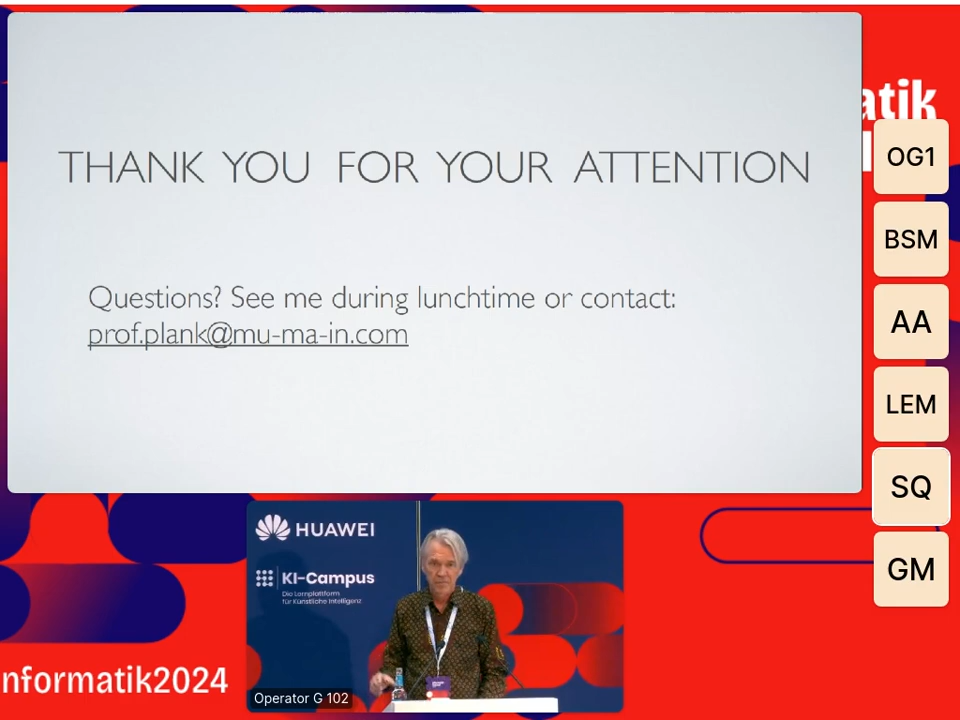 THANK YOU FOR YOUR ATTENTION
Questions? See me during lunchtime or contact:
prof.plank@mu-ma-in.com
atik
OG1
BSM
AA
LEM
SQ
GM
HUAWEI
KI-Campus
Die Lernplattform
für Künstliche Intelligenz
Operator G 102
nformatik2024